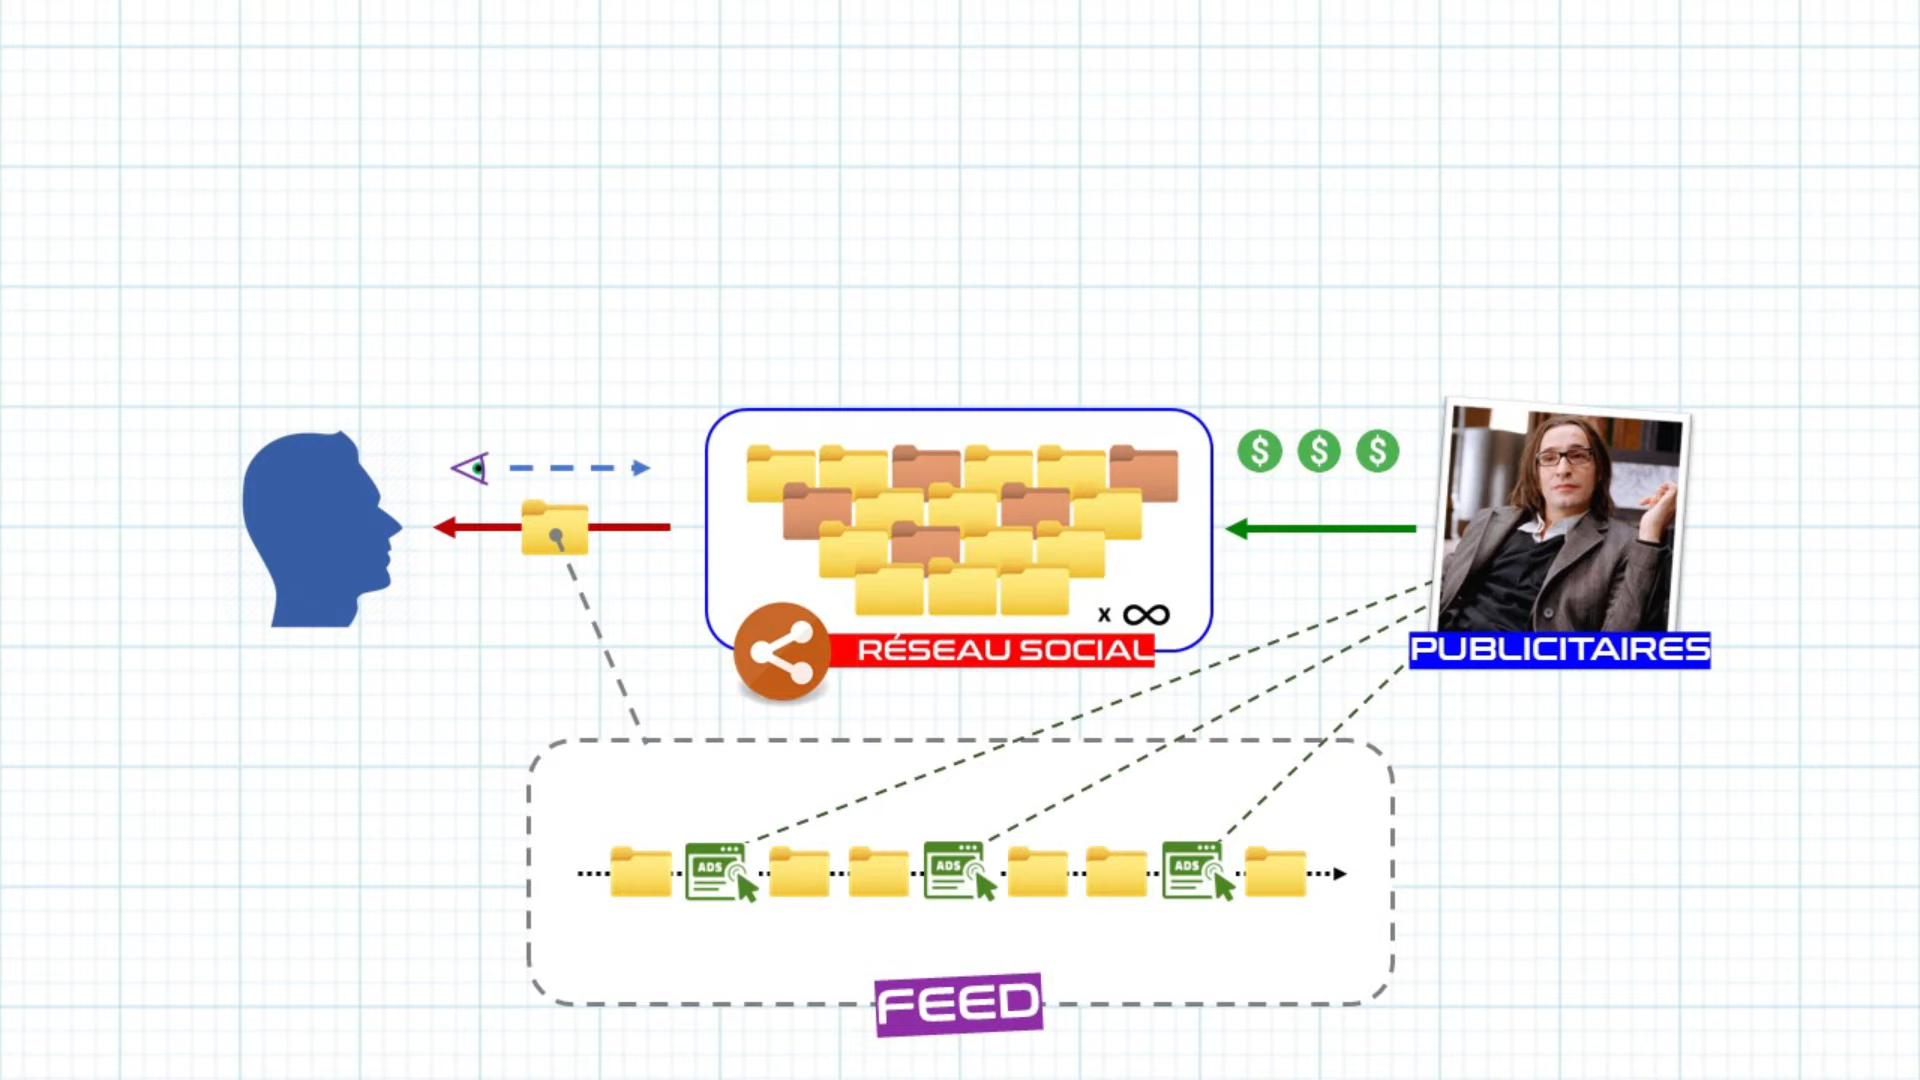 $ $ $
x ∞
RÉSEAU SOCIAL
PUBLICITAIRES
ADS
ADS
ADS
FEED